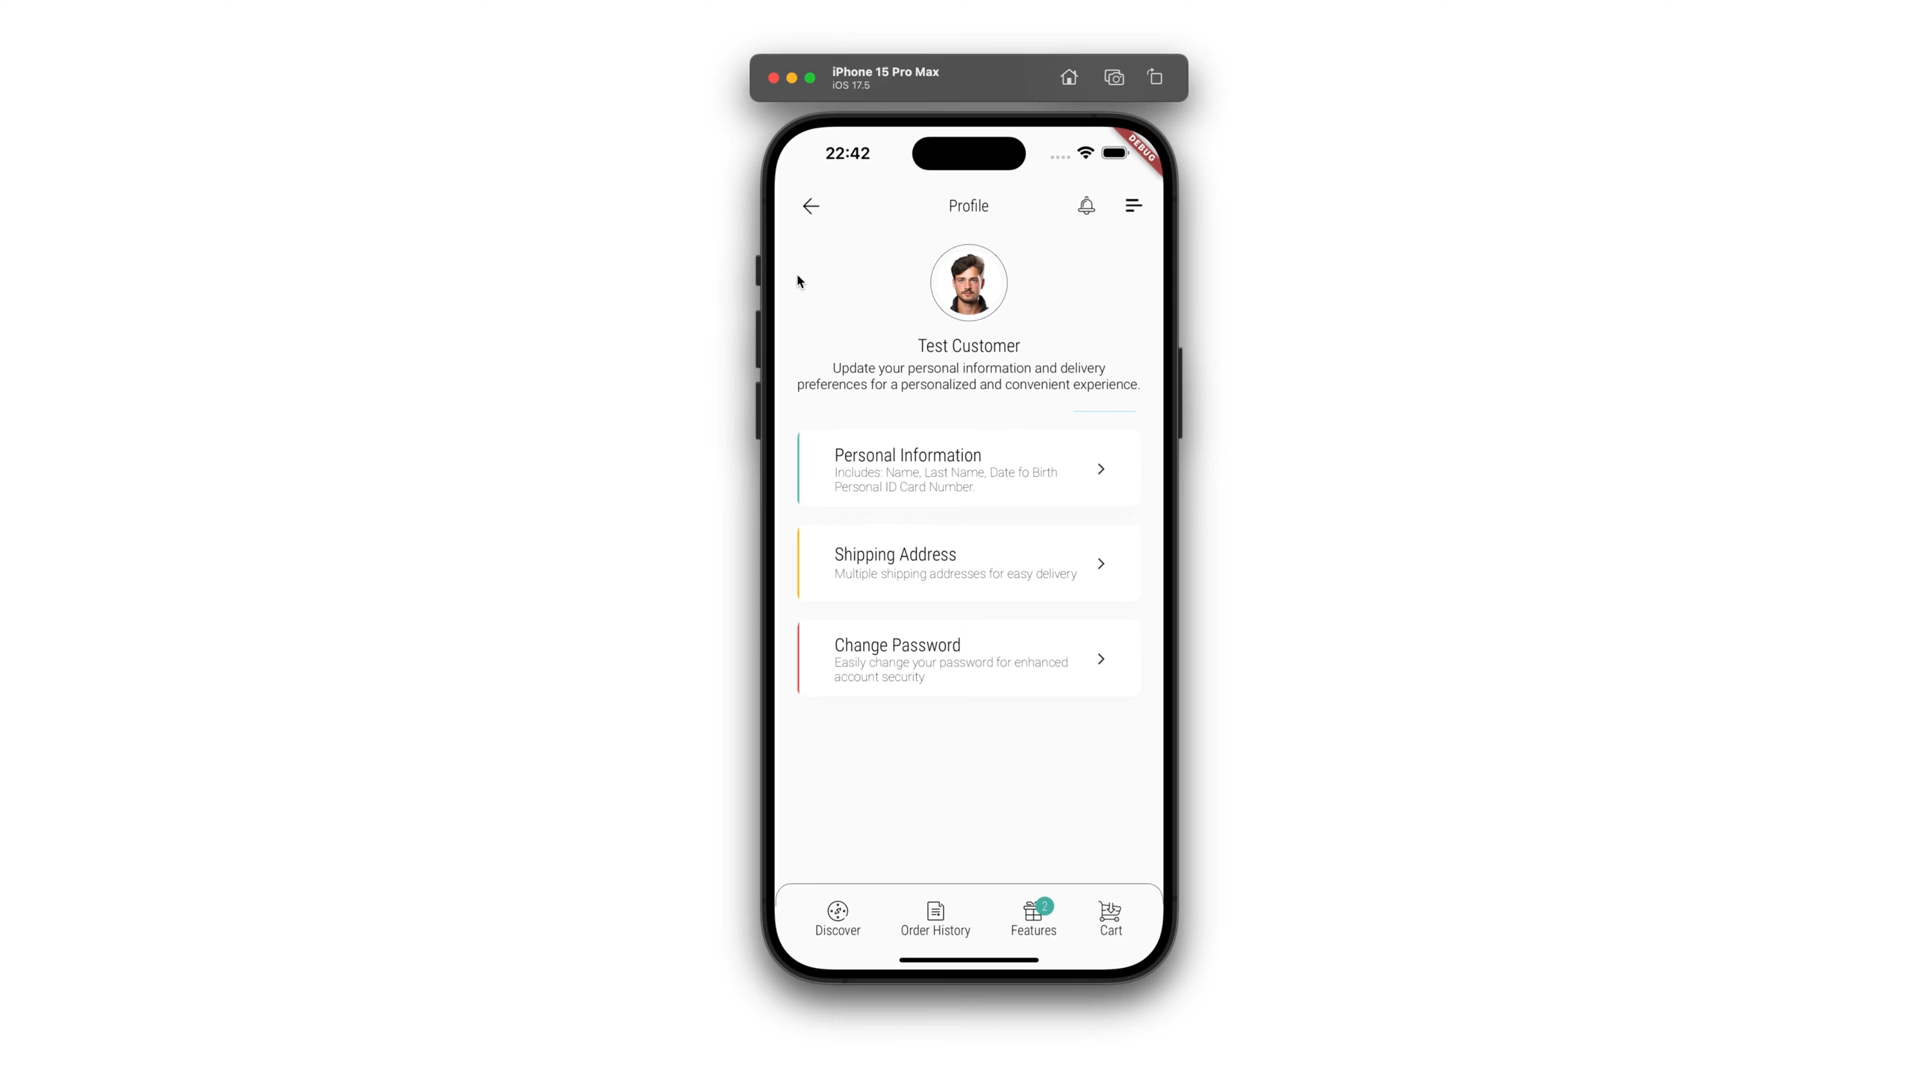 iPhone 15 Pro Max
iOS 17.5
22:42
DEBUG
Profile
Test Customer
Update your personal information and delivery
preferences for a personalized and convenient experience.
Personal Information
Includes: Name, Last Name, Date fo Birth
Personal ID Card Number.
Shipping Address
Multiple shipping addresses for easy delivery
Change Password
Easily change your password for enhanced
account security
2
Discover
Order History
Features
Cart